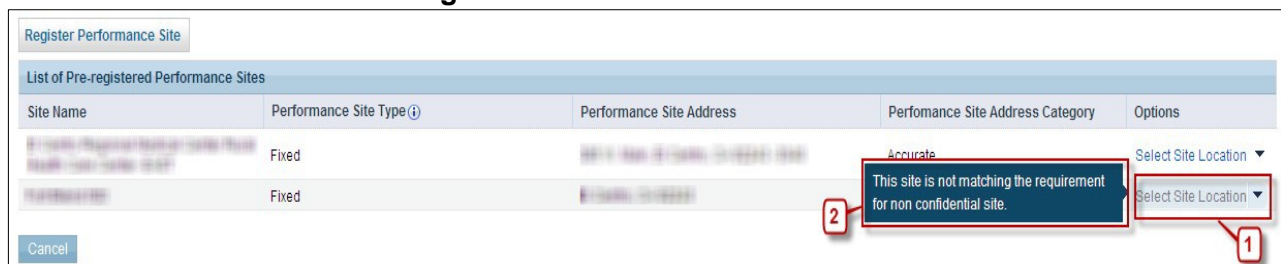 Register Performance Site
List of Pre-registered Performance Sites
Site Name Performance Site Type Performance Site Address Perfomance Site Address Category Options
Fixed Accurate Select Site Location
Fixed Select Site Location
This site is not matching the requirement
for non confidential site.
2
1
Cancel